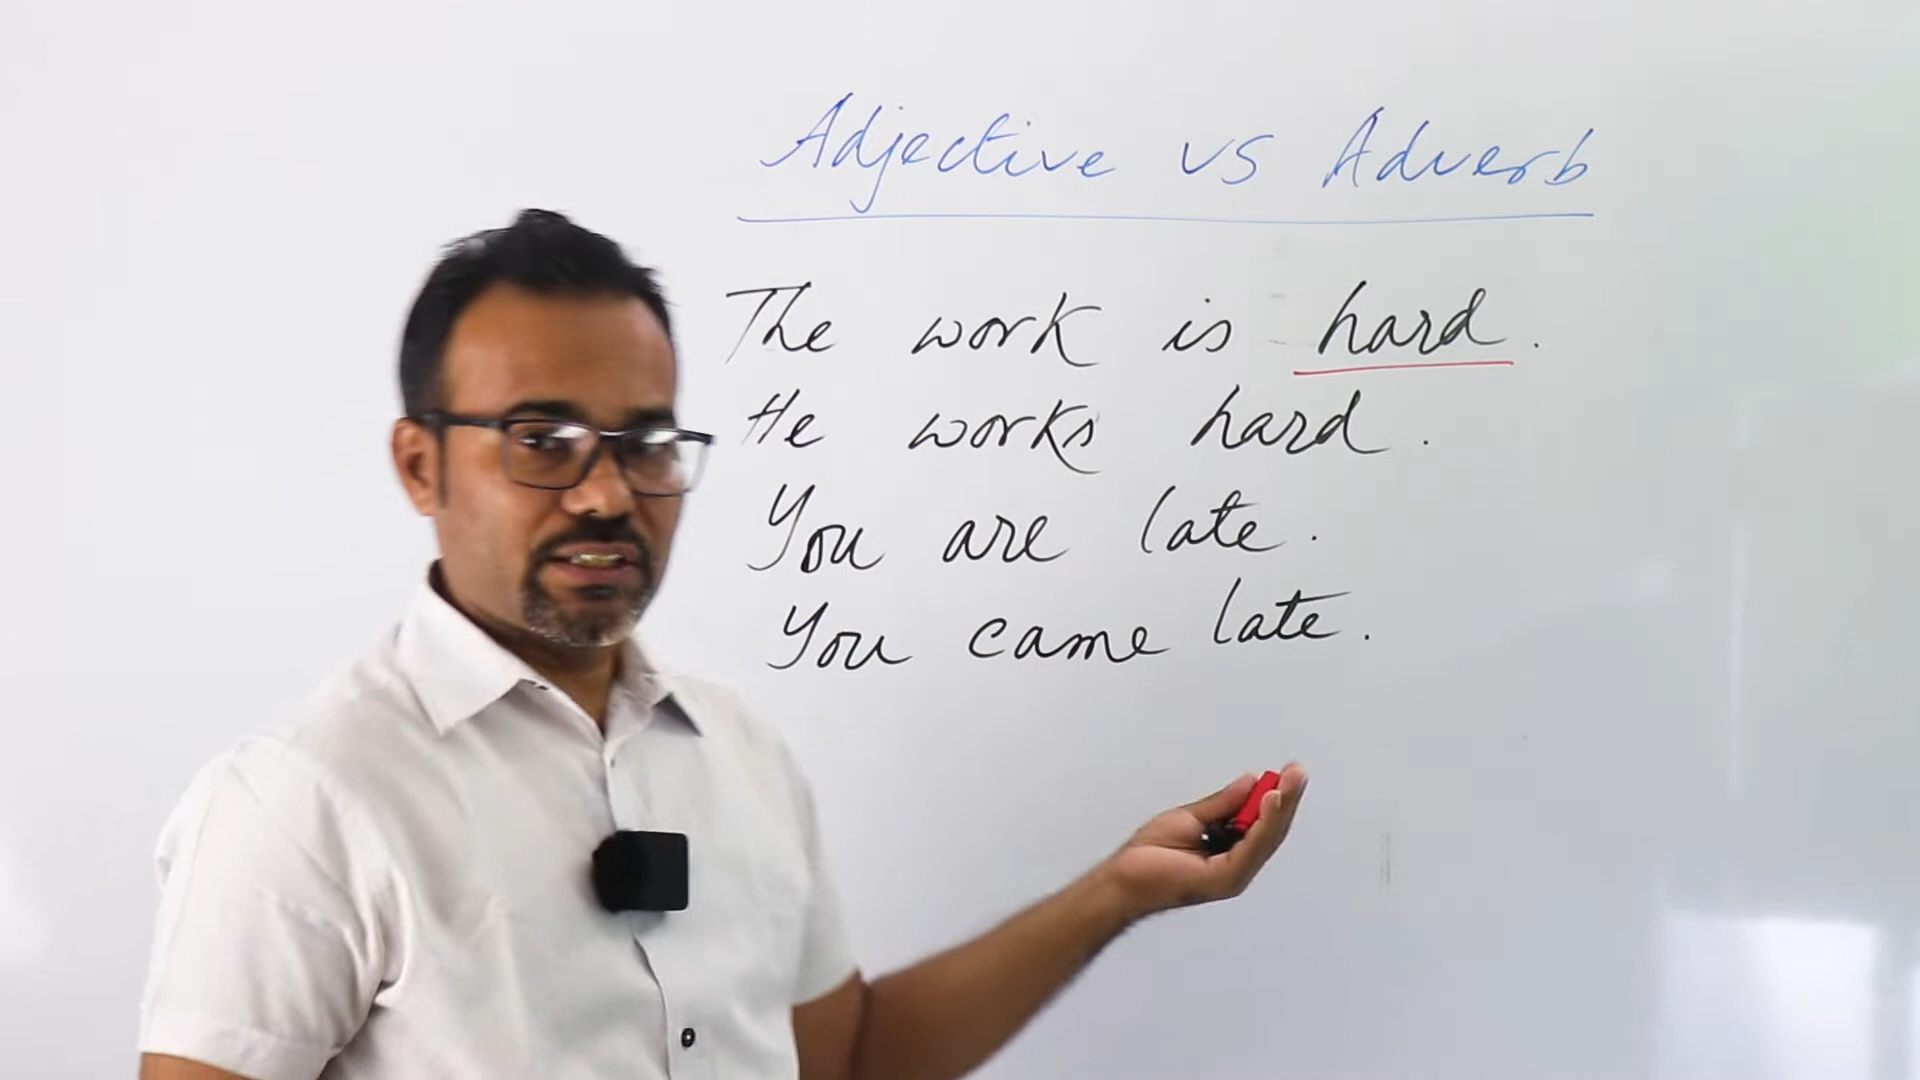 Adjective vs Adverb
The work is hard.
He works hard.
You are late.
You came late.